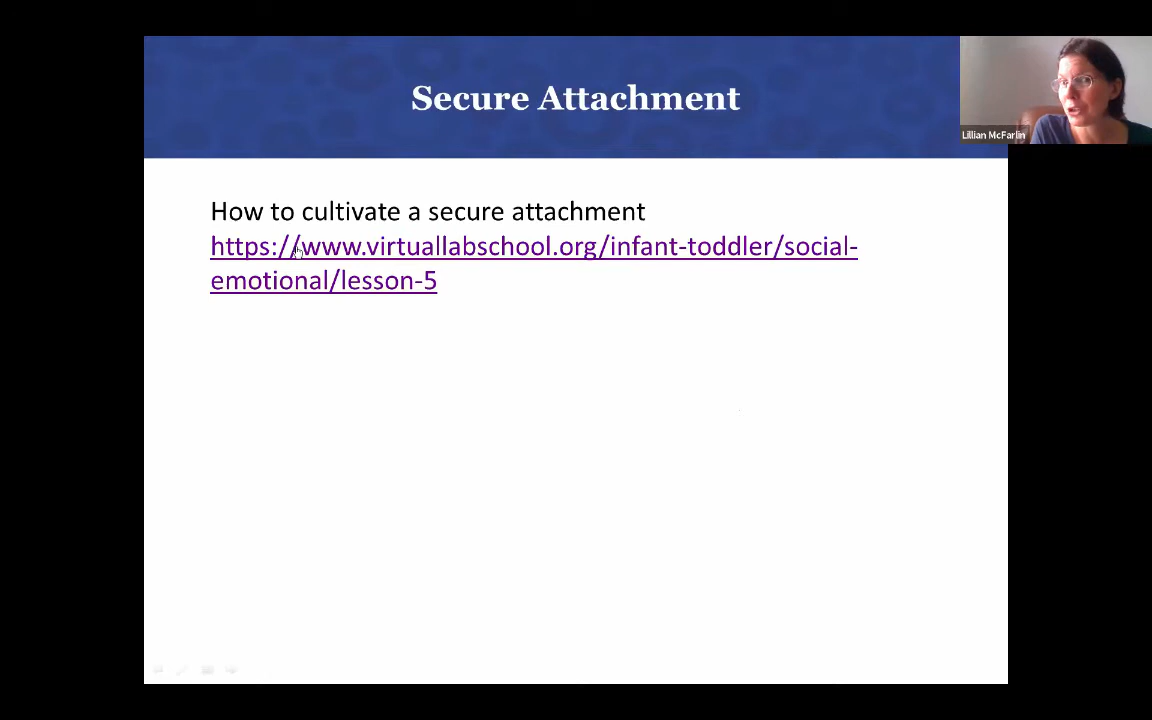 Secure Attachment
Lillian McFarlin
How to cultivate a secure attachment
https://www.virtuallabschool.org/infant-toddler/social-
emotional/lesson-5